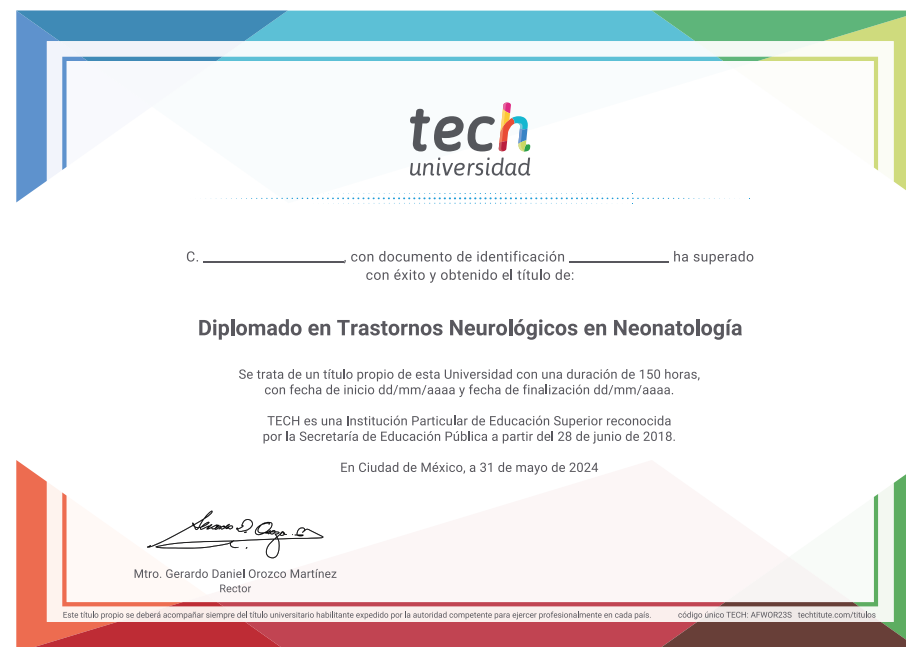 tech
universidad
C. ____________________, con documento de identificación ______________ ha superado
con éxito y obtenido el título de:
Diplomado en Trastornos Neurológicos en Neonatología
Se trata de un título propio de esta Universidad con una duración de 150 horas,
con fecha de inicio dd/mm/aaaa y fecha de finalización dd/mm/aaaa.
TECH es una Institución Particular de Educación Superior reconocida
por la Secretaría de Educación Pública a partir del 28 de junio de 2018.
En Ciudad de México, a 31 de mayo de 2024
Mtro. Gerardo Daniel Orozco Martínez
Rector
Este título propio se deberá acompañar siempre del título universitario habilitante expedido por la autoridad competente para ejercer profesionalmente en cada país. código único TECH: AFWOR23S techtitute.com/titulos